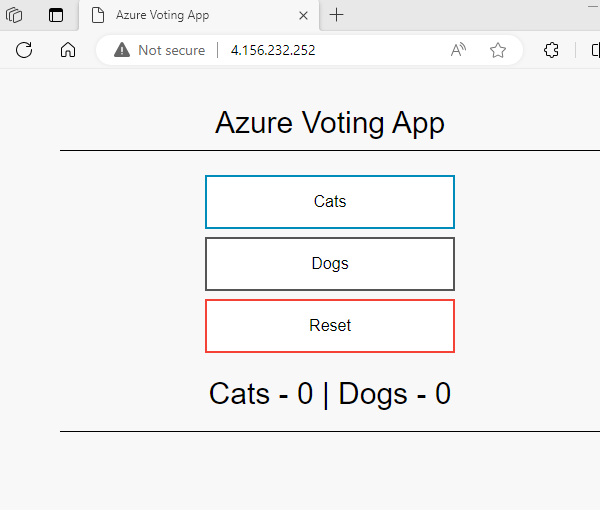 Azure Voting App
Not secure 4.156.232.252
Azure Voting App
Cats
Dogs
Reset
Cats - 0 | Dogs - 0